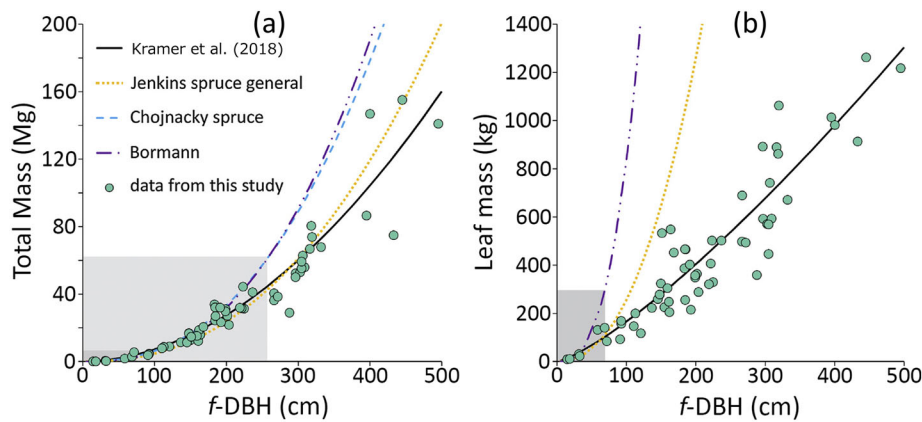 (a)
Total Mass (Mg)
200
160
120
80
40
0
Kramer et al. (2018)
Jenkins spruce general
Chojnacky spruce
Bormann
data from this study
0 100 200 300 400 500
f-DBH (cm)
(b)
Leaf mass (kg)
1400
1200
1000
800
600
400
200
0
0 100 200 300 400 500
f-DBH (cm)